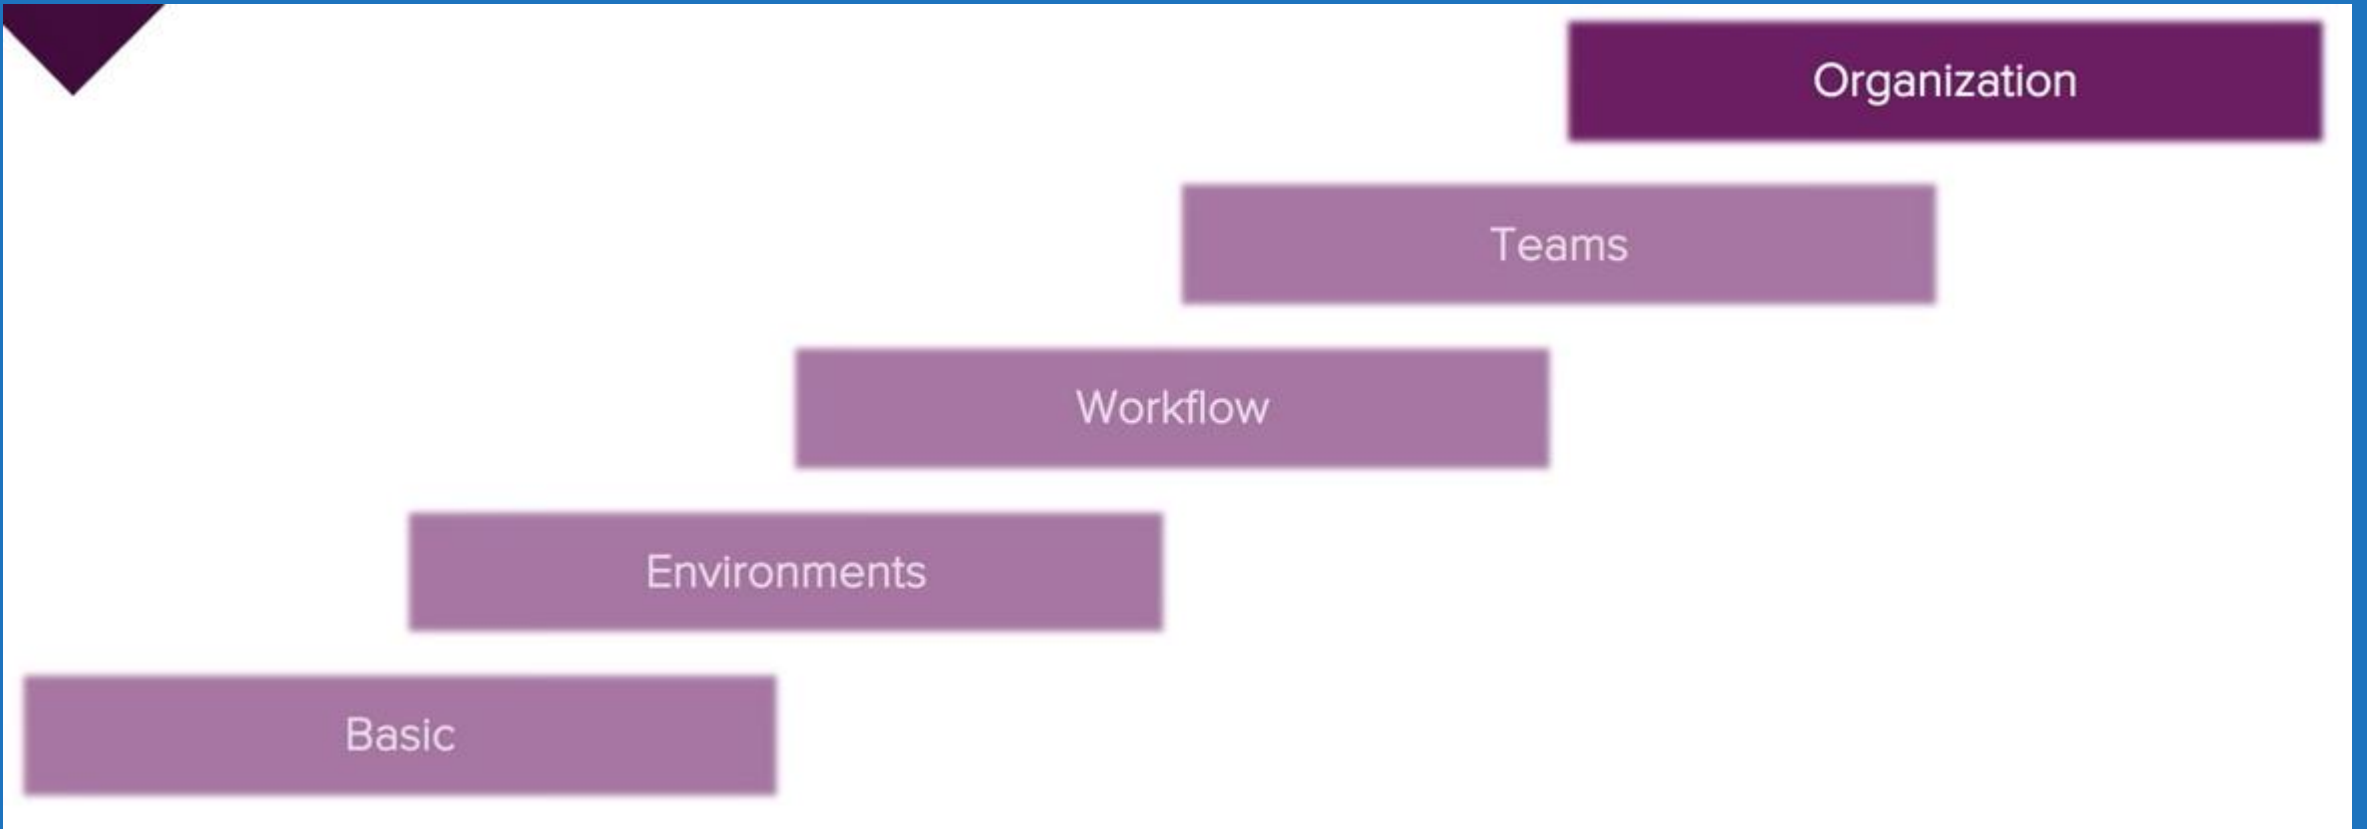 Organization
Teams
Workflow
Environments
Basic